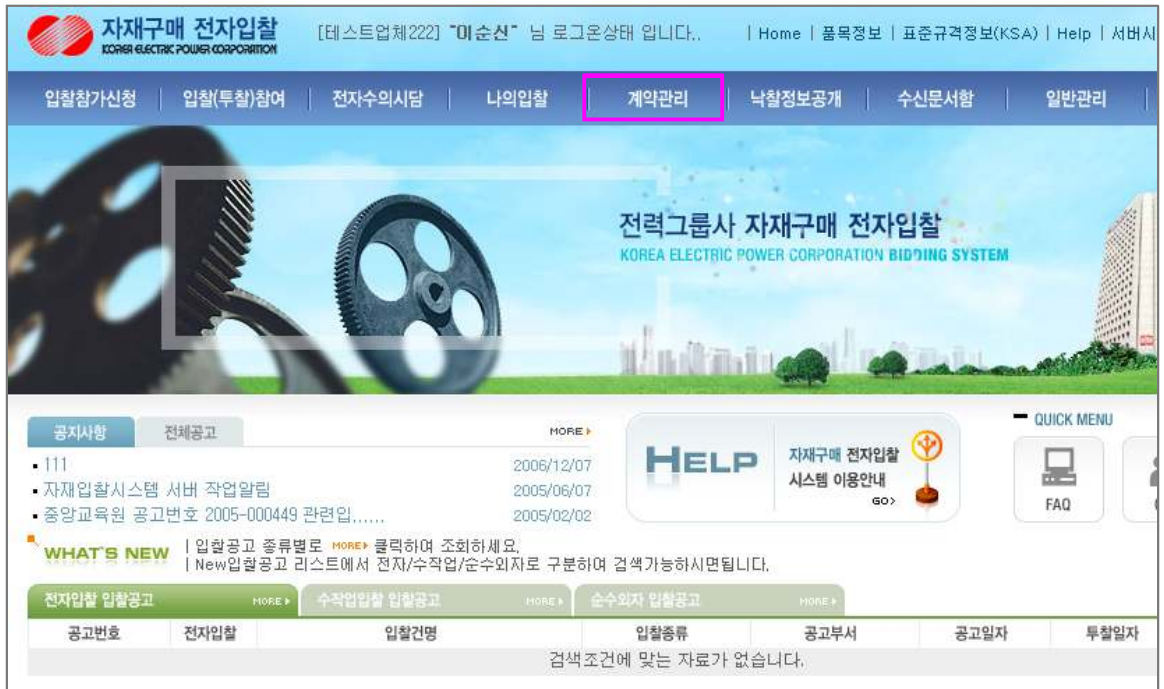 자재구매 전자입찰
KOREA ELECTRIC POWER CORPORATION
[테스트업체222] "이순신" 님 로그온상태 입니다..
| Home | 품목정보 | 표준규격정보(KSA) | Help | 서버시
입찰참가신청 | 입찰(투찰)참여 | 전자수의시담 | 나의입찰 | 계약관리 | 낙찰정보공개 | 수신문서함 | 일반관리 |
전력그룹사 자재구매 전자입찰
KOREA ELECTRIC POWER CORPORATION BIDDING SYSTEM
공지사항 전체공고 MORE
111 2006/12/07
자재입찰시스템 서버 작업알림 2005/06/07
중앙교육원 공고번호 2005-000449 관련입...... 2005/02/02
HELP
자재구매 전자입찰
시스템 이용안내
GO>
QUICK MENU
FAQ
WHAT'S NEW
| 입찰공고 종류별로 MORE 클릭하여 조회하세요.
| New입찰공고 리스트에서 전자/수작업/순수외자로 구분하여 검색가능하시면됩니다.
전자입찰 입찰공고 MORE 수작업입찰 입찰공고 MORE 순수외자 입찰공고 MORE
공고번호 전자입찰 입찰건명 입찰종류 공고부서 공고일자 투찰일자
검색조건에 맞는 자료가 없습니다.